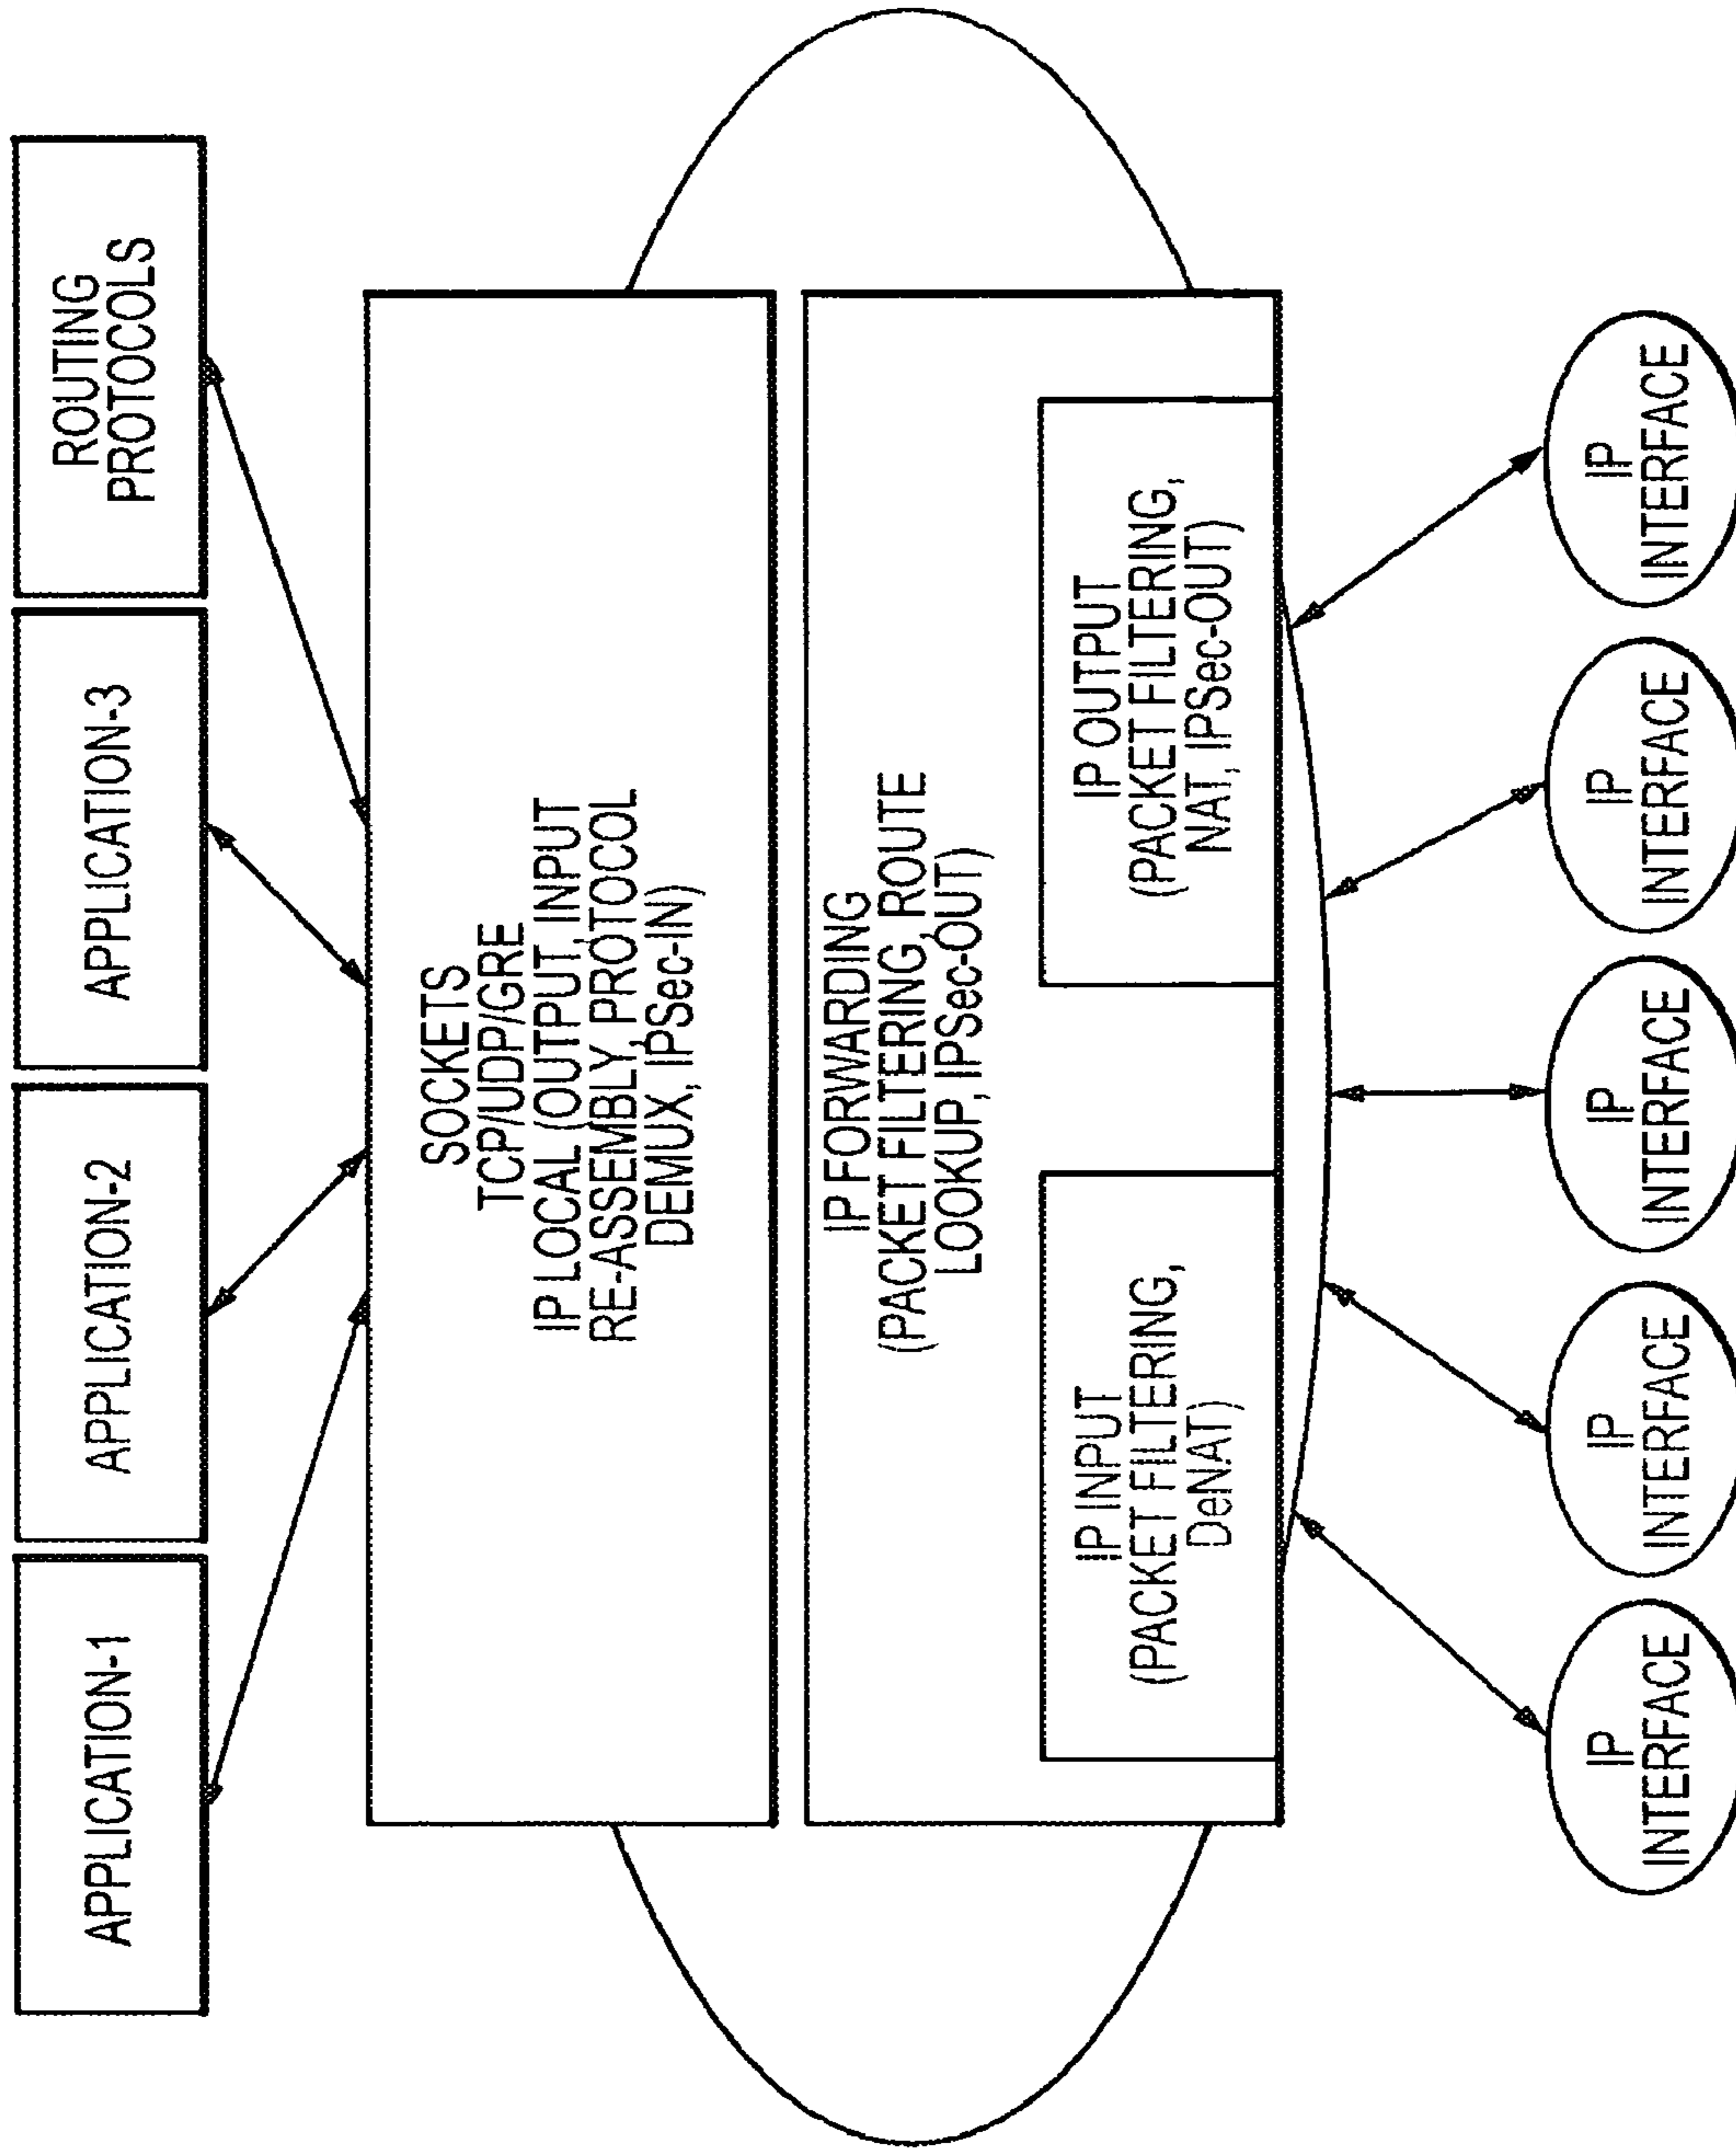 APPLICATION-1
APPLICATION-2
APPLICATION-3
ROUTING
PROTOCOLS
SOCKETS
TCP/UDP/GRE
IP LOCAL (OUTPUT, INPUT
RE-ASSEMBLY, PROTOCOL
DEMUX, IPSec-IN)
IP FORWARDING
(PACKET FILTERING, ROUTE
LOOKUP, IPSec-OUT)
IP INPUT
(PACKET FILTERING,
DeNAT)
IP OUTPUT
(PACKET FILTERING,
NAT, IPSec-OUT)
IP
INTERFACE
IP
INTERFACE
IP
INTERFACE
IP
INTERFACE
IP
INTERFACE